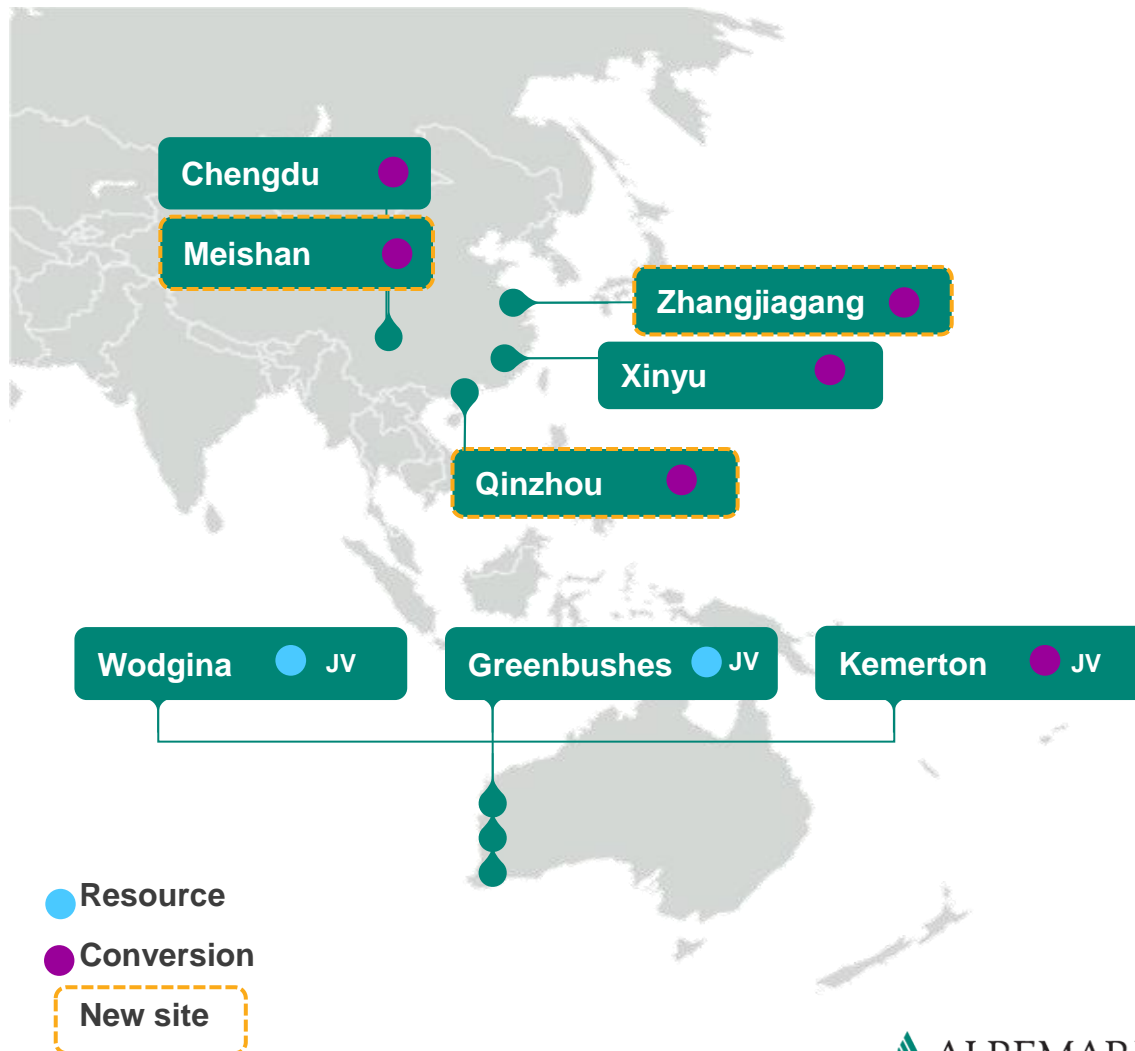 Chengdu
Meishan
Zhangjiagang
Xinyu
Qinzhou
Wodgina JV
Greenbushes JV
Kemerton JV
Resource
Conversion
New site